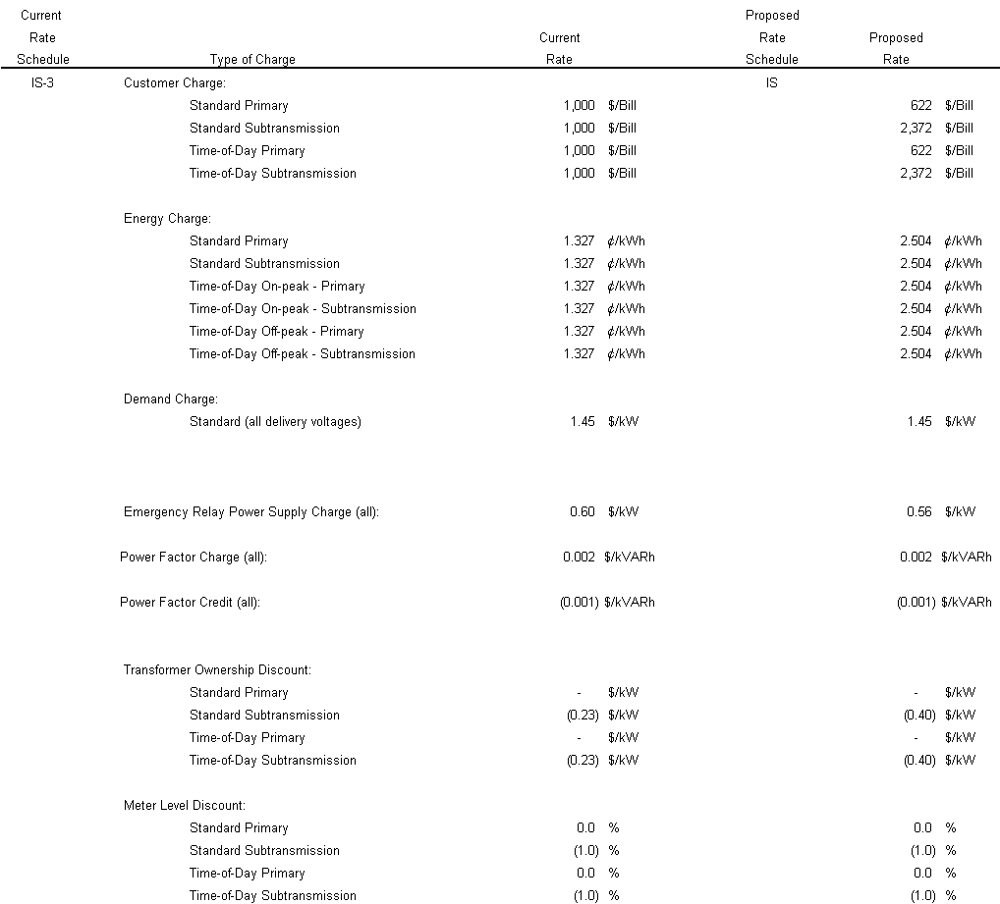 Current Proposed
Rate Current Rate Proposed
Schedule Type of Charge Rate Schedule Rate
IS-3 Customer Charge: IS
Standard Primary 1,000 $/Bill 622 $/Bill
Standard Subtransmission 1,000 $/Bill 2,372 $/Bill
Time-of-Day Primary 1,000 $/Bill 622 $/Bill
Time-of-Day Subtransmission 1,000 $/Bill 2,372 $/Bill
Energy Charge:
Standard Primary 1.327 ¢/kWh 2.504 ¢/kWh
Standard Subtransmission 1.327 ¢/kWh 2.504 ¢/kWh
Time-of-Day On-peak - Primary 1.327 ¢/kWh 2.504 ¢/kWh
Time-of-Day On-peak - Subtransmission 1.327 ¢/kWh 2.504 ¢/kWh
Time-of-Day Off-peak - Primary 1.327 ¢/kWh 2.504 ¢/kWh
Time-of-Day Off-peak - Subtransmission 1.327 ¢/kWh 2.504 ¢/kWh
Demand Charge:
Standard (all delivery voltages) 1.45 $/kW 1.45 $/kW
Emergency Relay Power Supply Charge (all): 0.60 $/kW 0.56 $/kW
Power Factor Charge (all): 0.002 $/kVARh 0.002 $/kVARh
Power Factor Credit (all): (0.001) $/kVARh (0.001) $/kVARh
Transformer Ownership Discount:
Standard Primary - $/kW - $/kW
Standard Subtransmission (0.23) $/kW (0.40) $/kW
Time-of-Day Primary - $/kW - $/kW
Time-of-Day Subtransmission (0.23) $/kW (0.40) $/kW
Meter Level Discount:
Standard Primary 0.0 % 0.0 %
Standard Subtransmission (1.0) % (1.0) %
Time-of-Day Primary 0.0 % 0.0 %
Time-of-Day Subtransmission (1.0) % (1.0) %